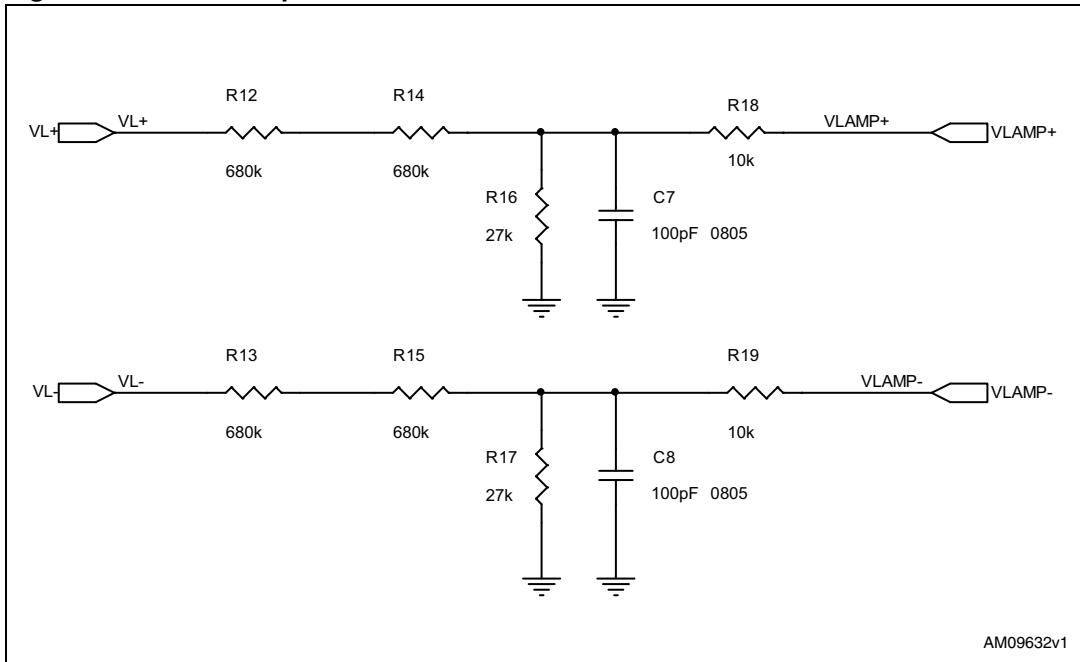 R12
R14
R18
VL+
VL+
VLAMP+
VLAMP+
680k
680k
10k
R16
27k
C7
100pF 0805
R13
R15
R19
VL-
VL-
VLAMP-
VLAMP-
680k
680k
10k
R17
27k
C8
100pF 0805
AM09632v1